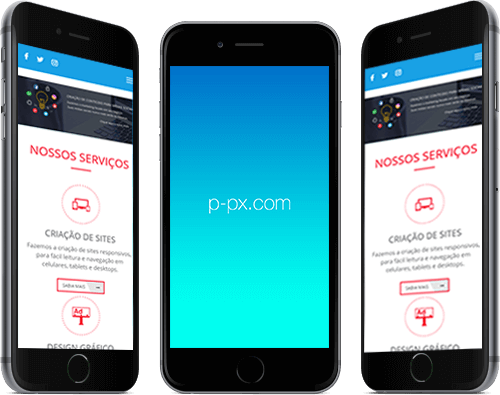 NOSSOS SERVIÇOS
CRIAÇÃO DE SITES
Fazemos a criação de sites responsivos,
para fácil leitura e navegação em
celulares, tablets e desktops.
SAIBA MAIS
Ad
DESIGN GRÁFICO
p-px.com
NOSSOS SERVIÇOS
CRIAÇÃO DE SITES
Fazemos a criação de sites responsivos,
para fácil leitura e navegação em
celulares, tablets e desktops.
SAIBA MAIS
Ad
DESIGN GRÁFICO